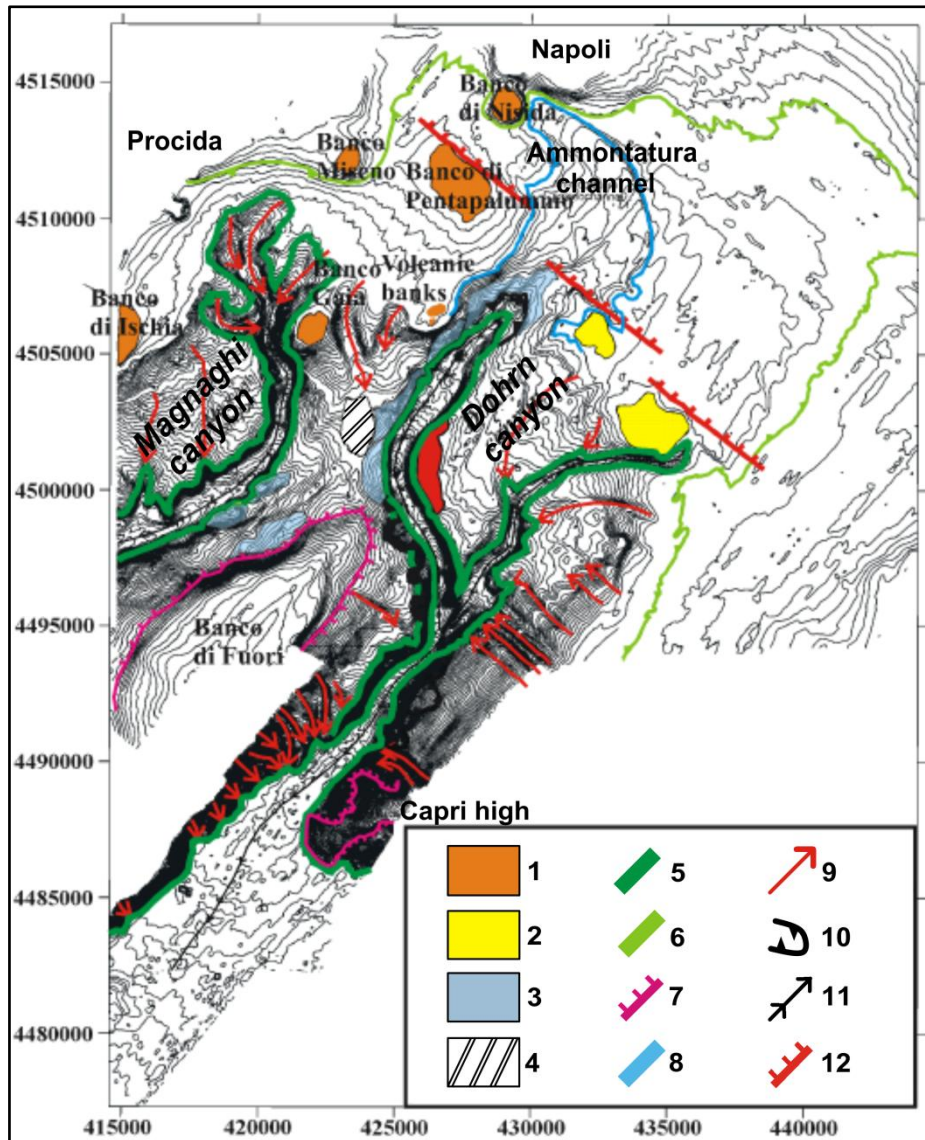 Napoli
4515000
Banco
di Nisida
Procida
Banco
Miseno
Ammontatura
channel
Banco di
Pentapalummo
4510000
Banco
Gaia
Volcanic
banks
Banco
di Ischia
4505000
Magnaghi
canyon
Dohrn
canyon
4500000
4495000
Banco
di Fuori
4490000
Capri high
1 5 9
2 6 10
3 7 11
4 8 12
4485000
4480000
415000 420000 425000 430000 435000 440000